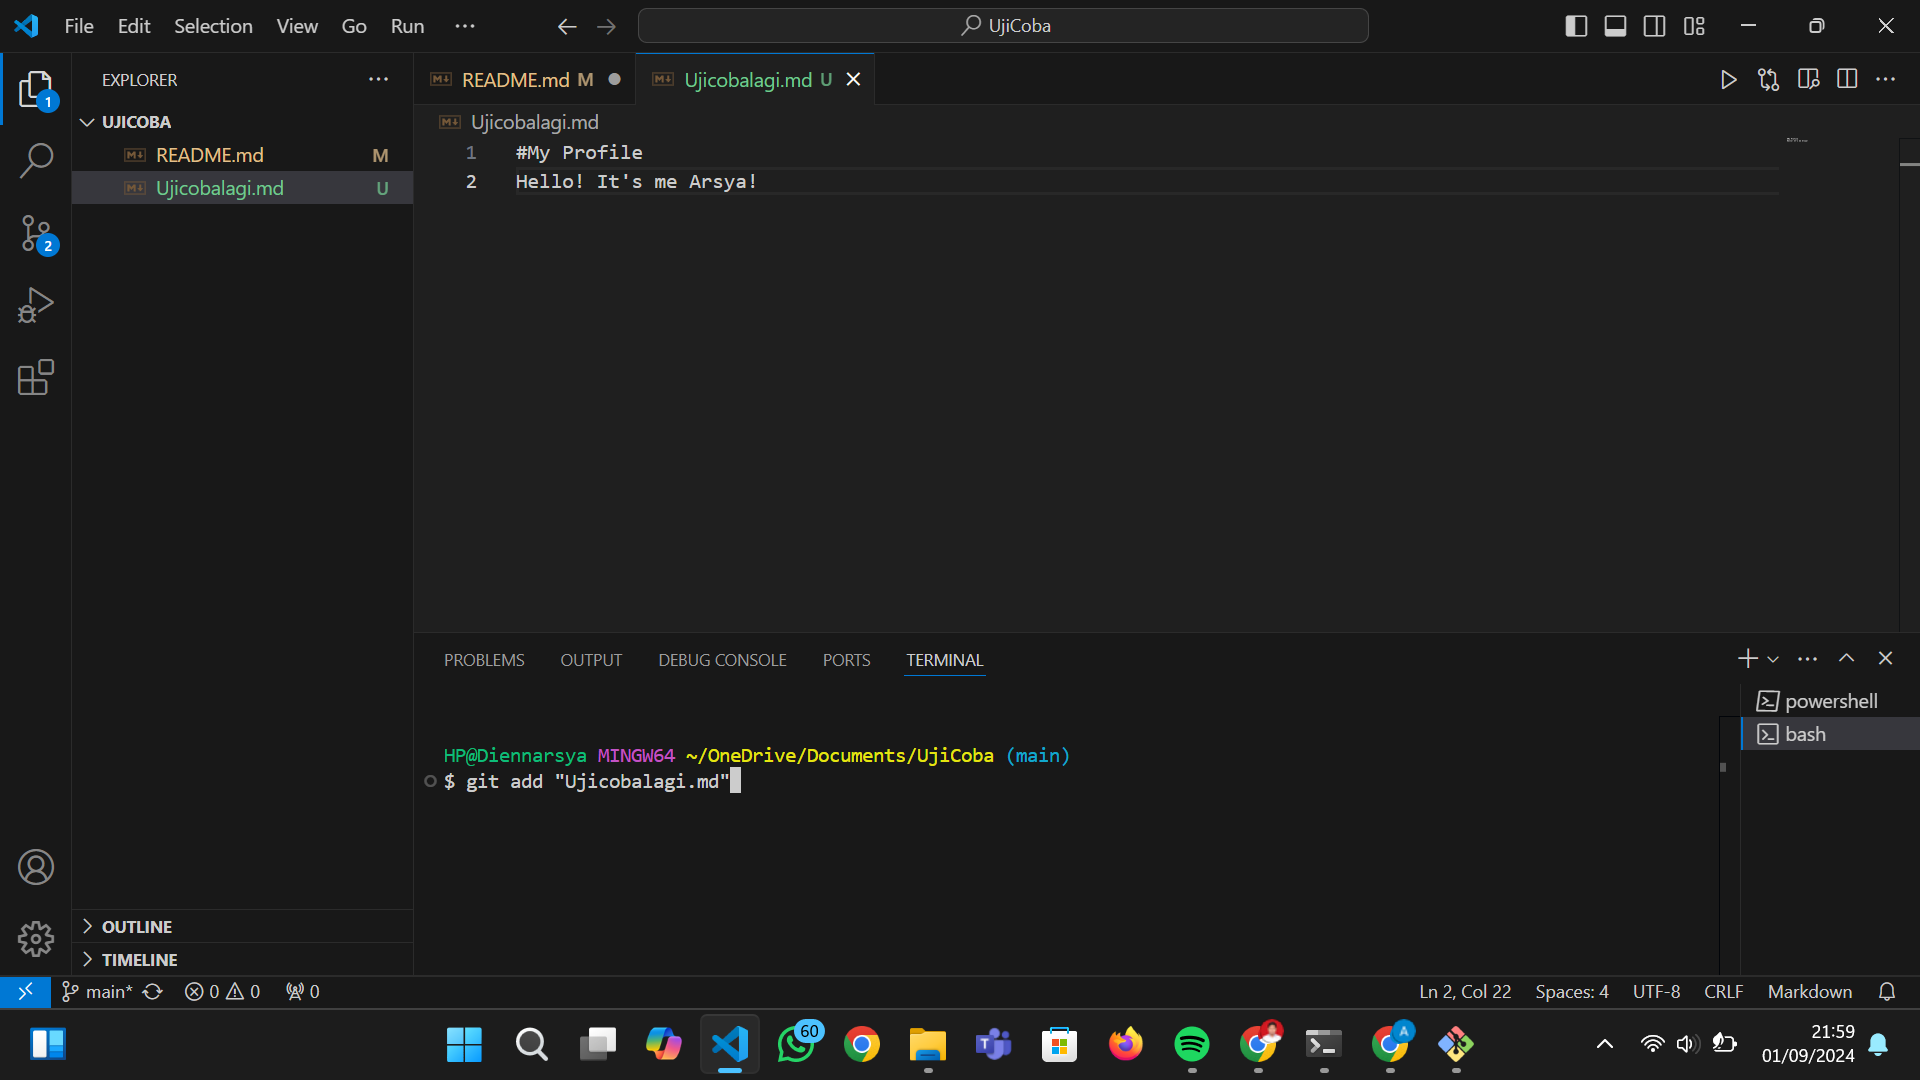 File Edit Selection View Go Run ··· UjiCoba
EXPLORER
README.md M
Ujicobalagi.md U
1
UJICOBA
Ujicobalagi.md
README.md M
Ujicobalagi.md U
1 #My Profile
2 Hello! It's me Arsya!
2
PROBLEMS OUTPUT DEBUG CONSOLE PORTS TERMINAL
powershell
bash
HP@Diennarsya MINGW64 ~/OneDrive/Documents/UjiCoba (main)
$ git add "Ujicobalagi.md"
OUTLINE
TIMELINE
main* 0 0 0 Ln 2, Col 22 Spaces: 4 UTF-8 CRLF Markdown
60
A
21:59
01/09/2024